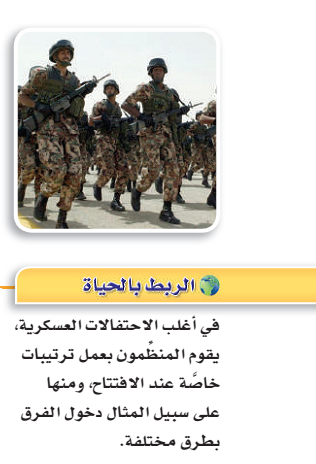 الربط بالحياة
في أغلب الاحتفالات العسكرية،
يقوم المنظِّمون بعمل ترتيبات
خاصَّة عند الافتتاح، ومنها
على سبيل المثال دخول الفرق
بطرق مختلفة.